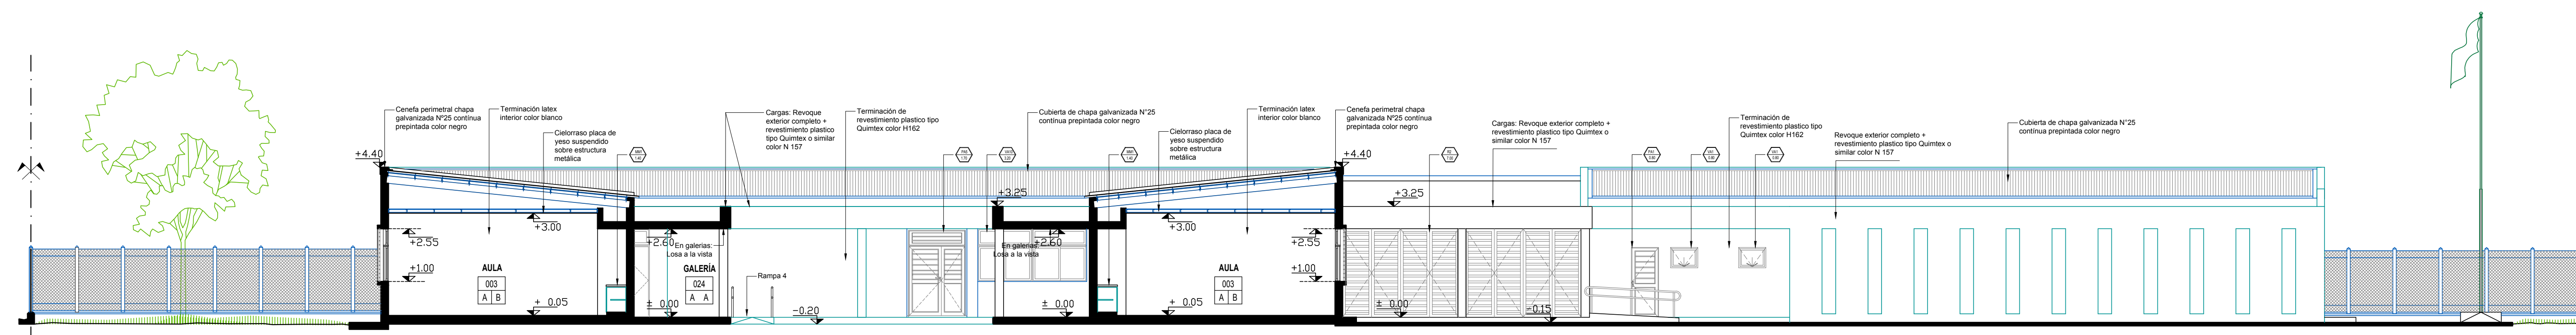 Cenefa perimetral chapa
galvanizada Nº25 contínua
prepintada color negro
Terminación latex
interior color blanco
Cielorraso placa de
yeso suspendido
sobre estructura
metálica
Cargas: Revoque
exterior completo +
revestimiento plastico
tipo Quimtex o similar
color N 157
Terminación de
revestimiento plastico tipo
Quimtex color H162
Cubierta de chapa galvanizada N°25
contínua prepintada color negro
Cielorraso placa de
yeso suspendido
sobre estructura
metálica
Terminación latex
interior color blanco
Cenefa perimetral chapa
galvanizada Nº25 contínua
prepintada color negro
Cargas: Revoque exterior completo +
revestimiento plastico tipo Quimtex o
similar color N 157
Terminación de
revestimiento plastico tipo
Quimtex color H162
Revoque exterior completo +
revestimiento plastico tipo Quimtex o
similar color N 157
Cubierta de chapa galvanizada N°25
contínua prepintada color negro
+4.40
+4.40
+3.25
+3.25
+3.00
+3.00
+2.55
+2.60
En galerias:
Losa a la vista
+2.60
En galerias:
Losa a la vista
+2.55
+1.00
AULA
003
A B
GALERÍA
024
A A
Rampa 4
AULA
003
A B
+1.00
+ 0.05
± 0.00
-0.20
± 0.00
+ 0.05
± 0.00
-0.15